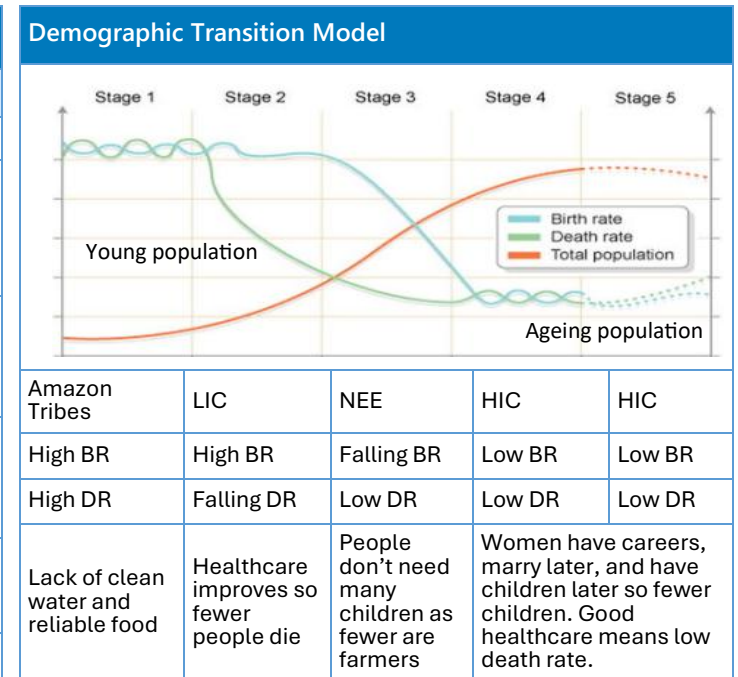 Demographic Transition Model
Stage 1
Stage 2
Stage 3
Stage 4
Stage 5
Birth rate
Death rate
Total population
Young population
Ageing population
Amazon
Tribes
LIC
NEE
HIC
HIC
High BR
High BR
Falling BR
Low BR
Low BR
High DR
Falling DR
Low DR
Low DR
Low DR
Lack of clean
water and
reliable food
Healthcare
improves so
fewer
people die
People
don’t need
many
children as
fewer are
farmers
Women have careers,
marry later, and have
children later so fewer
children. Good
healthcare means low
death rate.